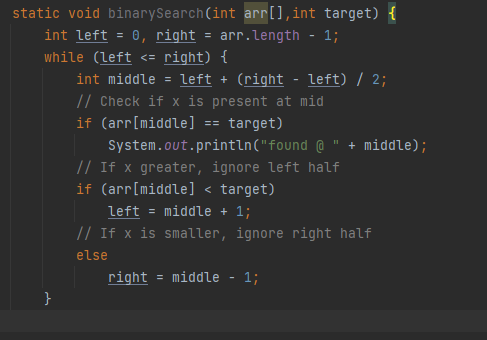 static void binarySearch(int arr[],int target) {
    int left = 0, right = arr.length - 1;
    while (left <= right) {
        int middle = left + (right - left) / 2;
        // Check if x is present at mid
        if (arr[middle] == target)
            System.out.println("found @ " + middle);
        // If x greater, ignore left half
        if (arr[middle] < target)
            left = middle + 1;
        // If x is smaller, ignore right half
        else
            right = middle - 1;
    }